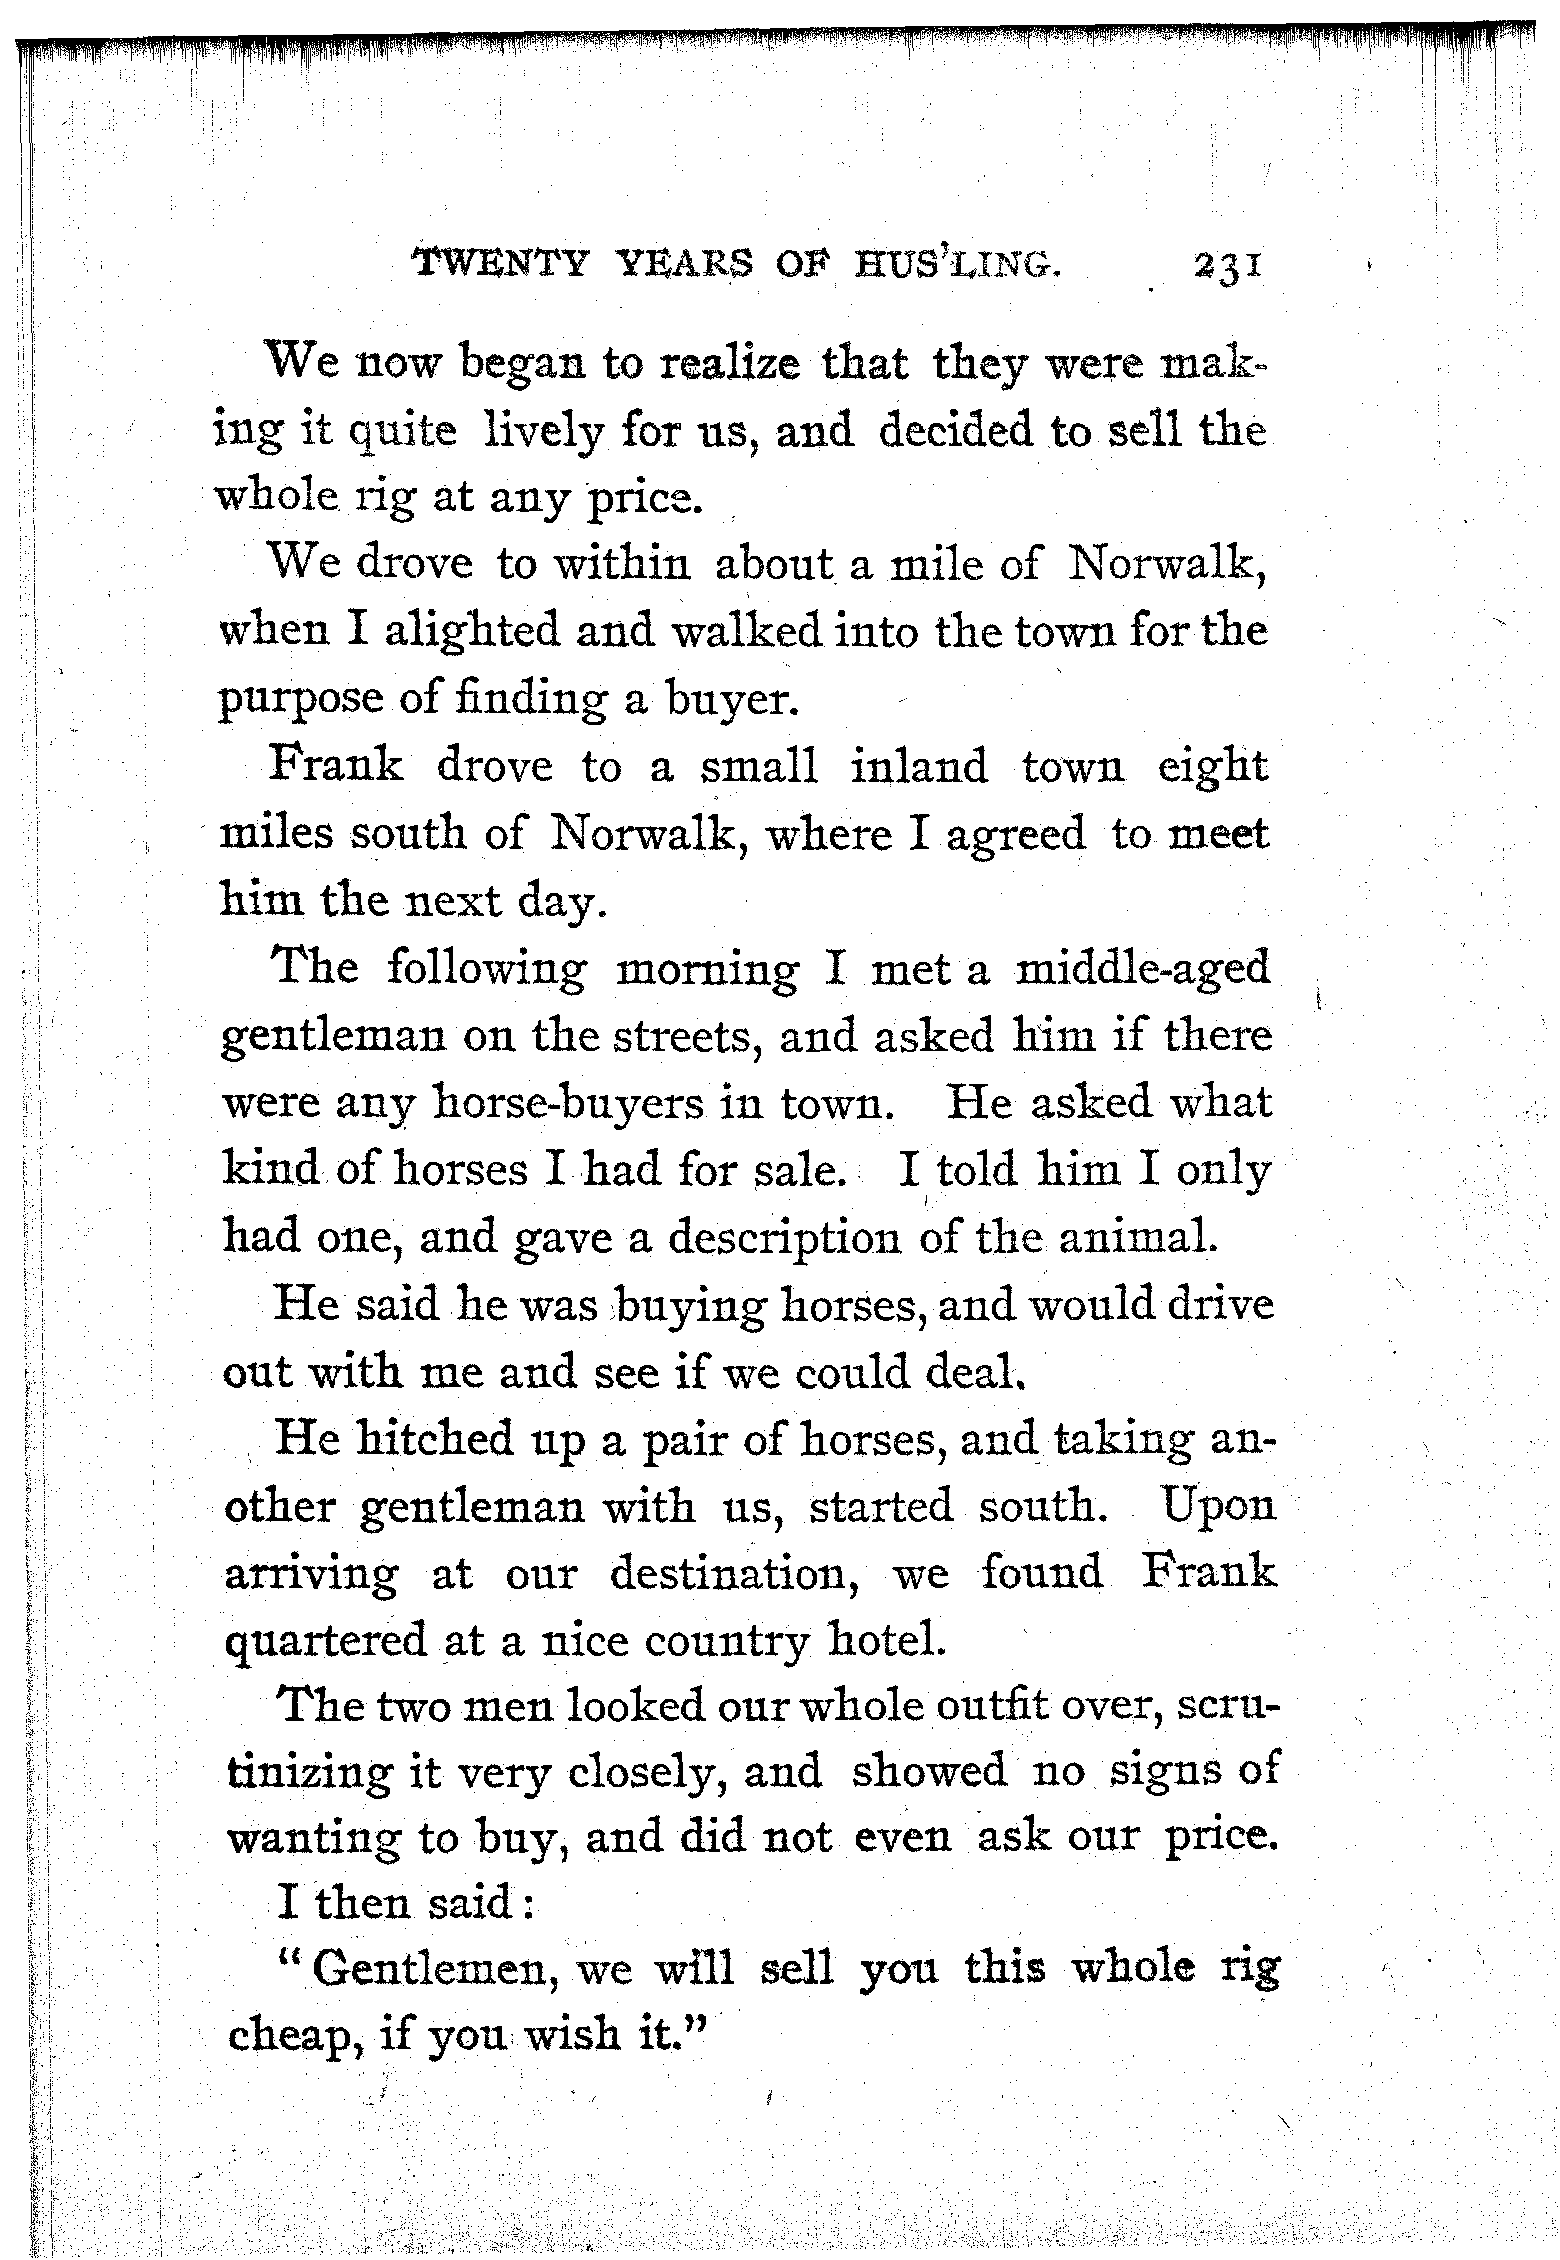 TWENTY YEARS OF HUS'LING. 231
We now began to realize that they were mak-
ing it quite lively for us, and decided to sell the
whole rig at any price.
We drove to within about a mile of Norwalk,
when I alighted and walked into the town for the
purpose of finding a buyer.
Frank drove to a small inland town eight
miles south of Norwalk, where I agreed to meet
him the next day.
The following morning I met a middle-aged
gentleman on the streets, and asked him if there
were any horse-buyers in town. He asked what
kind of horses I had for sale. I told him I only
had one, and gave a description of the animal.
He said he was buying horses, and would drive
out with me and see if we could deal.
He hitched up a pair of horses, and taking an-
other gentleman with us, started south. Upon
arriving at our destination, we found Frank
quartered at a nice country hotel.
The two men looked our whole outfit over, scru-
tinizing it very closely, and showed no signs of
wanting to buy, and did not even ask our price.
I then said:
"Gentlemen, we will sell you this whole rig
cheap, if you wish it."